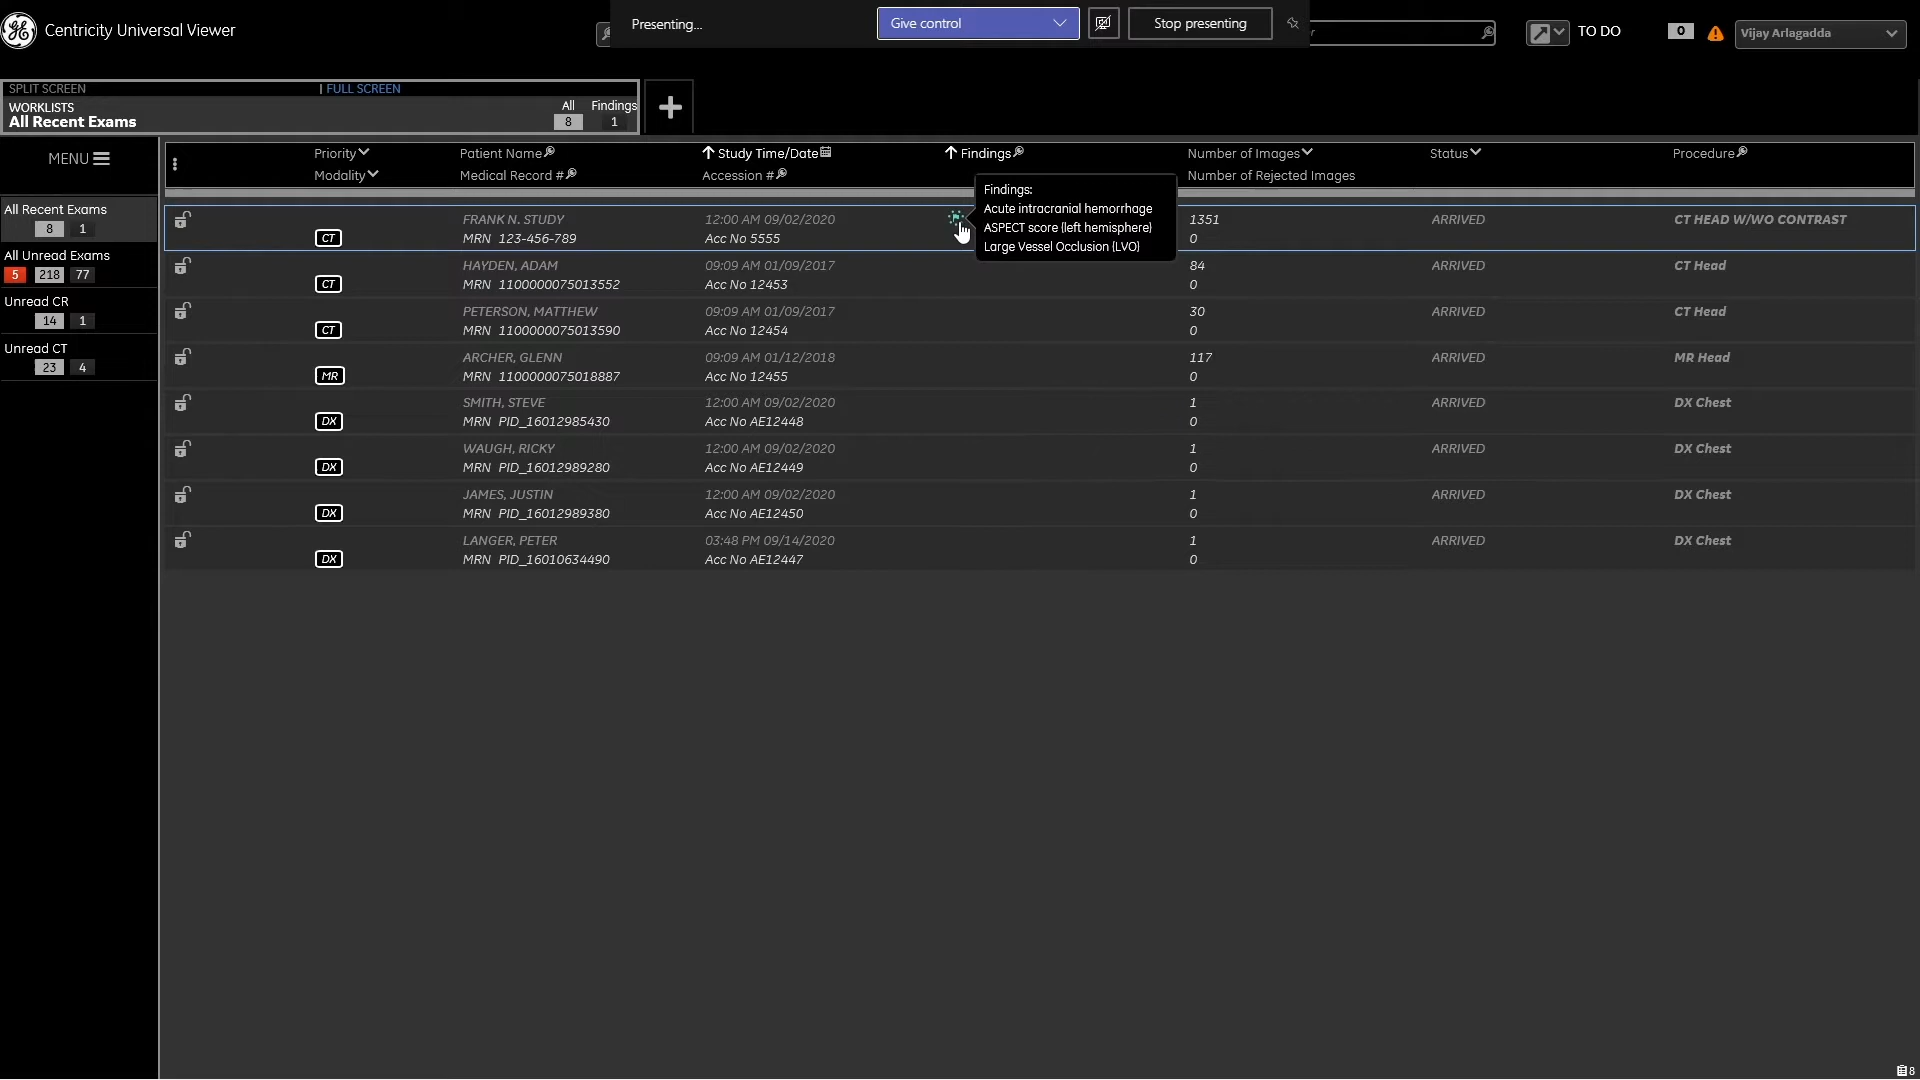 Centricity Universal Viewer
Presenting...
Give control
Stop presenting
TO DO
0
Vijay Arlagadda
SPLIT SCREEN | FULL SCREEN
WORKLISTS All Findings
All Recent Exams 8 1
MENU
All Recent Exams
8 1
All Unread Exams
5 218 77
Unread CR
14 1
Unread CT
23 4
Priority Patient Name Study Time/Date Findings Number of Images Status Procedure
Modality Medical Record # Accession # Number of Rejected Images
Findings:
Acute intracranial hemorrhage
ASPECT score (left hemisphere)
Large Vessel Occlusion (LVO)
FRANK N. STUDY 12:00 AM 09/02/2020 1351 ARRIVED CT HEAD W/WO CONTRAST
CT MRN 123-456-789 Acc No 5555 0
HAYDEN, ADAM 09:09 AM 01/09/2017 84 ARRIVED CT Head
CT MRN 1100000075013552 Acc No 12453 0
PETERSON, MATTHEW 09:09 AM 01/09/2017 30 ARRIVED CT Head
CT MRN 1100000075013590 Acc No 12454 0
ARCHER, GLENN 09:09 AM 01/12/2018 117 ARRIVED MR Head
MR MRN 1100000075018887 Acc No 12455 0
SMITH, STEVE 12:00 AM 09/02/2020 1 ARRIVED DX Chest
DX MRN PID_16012985430 Acc No AE12448 0
WAUGH, RICKY 12:00 AM 09/02/2020 1 ARRIVED DX Chest
DX MRN PID_16012989280 Acc No AE12449 0
JAMES, JUSTIN 12:00 AM 09/02/2020 1 ARRIVED DX Chest
DX MRN PID_16012989380 Acc No AE12450 0
LANGER, PETER 03:48 PM 09/14/2020 1 ARRIVED DX Chest
DX MRN PID_16010634490 Acc No AE12447 0
8